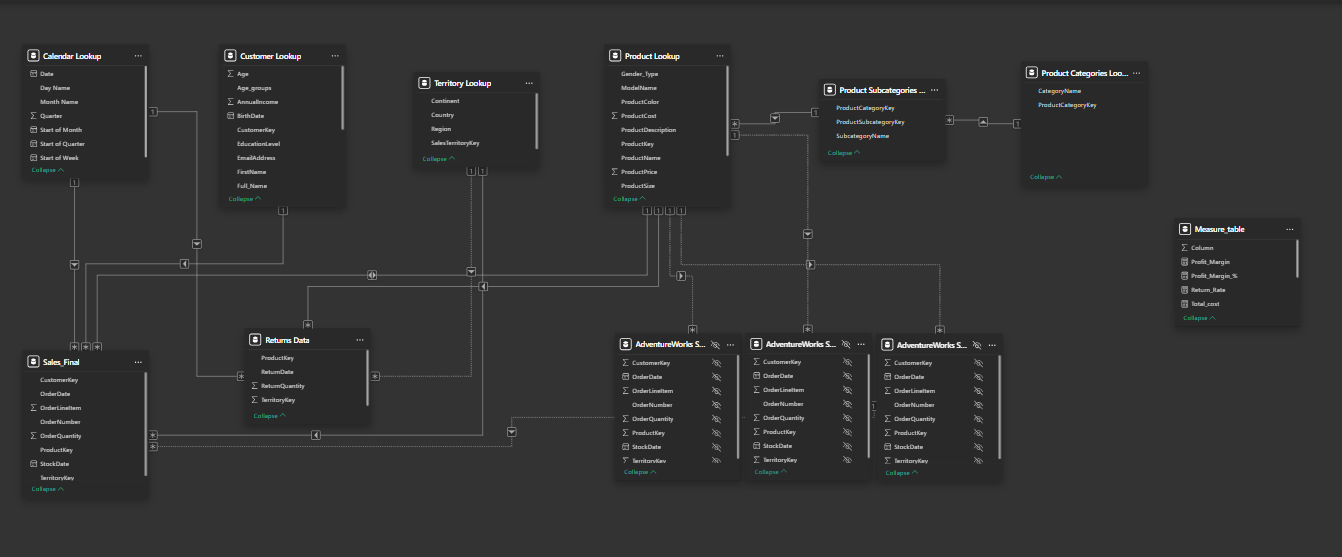 Calendar Lookup
Date
Day Name
Month Name
Quarter
Start of Month
Start of Quarter
Start of Week
Collapse
Customer Lookup
Age
Age_groups
AnnualIncome
BirthDate
CustomerKey
EducationLevel
EmailAddress
FirstName
Full_Name
Collapse
Territory Lookup
Continent
Country
Region
SalesTerritoryKey
Collapse
Product Lookup
Gender_Type
ModelName
ProductColor
ProductCost
ProductDescription
ProductKey
ProductName
ProductPrice
ProductSize
Collapse
Product Subcategories ...
ProductCategoryKey
ProductSubcategoryKey
SubcategoryName
Collapse
Product Categories Loo...
CategoryName
ProductCategoryKey
Collapse
Measure_table
Column
Profit_Margin
Profit_Margin_%
Return_Rate
Total_cost
Collapse
Sales_Final
CustomerKey
OrderDate
OrderLineItem
OrderNumber
OrderQuantity
ProductKey
StockDate
TerritoryKey
Collapse
Returns Data
ProductKey
ReturnDate
ReturnQuantity
TerritoryKey
Collapse
AdventureWorks S...
CustomerKey
OrderDate
OrderLineItem
OrderNumber
OrderQuantity
ProductKey
StockDate
TerritoryKey
Collapse
AdventureWorks S...
CustomerKey
OrderDate
OrderLineItem
OrderNumber
OrderQuantity
ProductKey
StockDate
TerritoryKey
Collapse
AdventureWorks S...
CustomerKey
OrderDate
OrderLineItem
OrderNumber
OrderQuantity
ProductKey
StockDate
TerritoryKey
Collapse